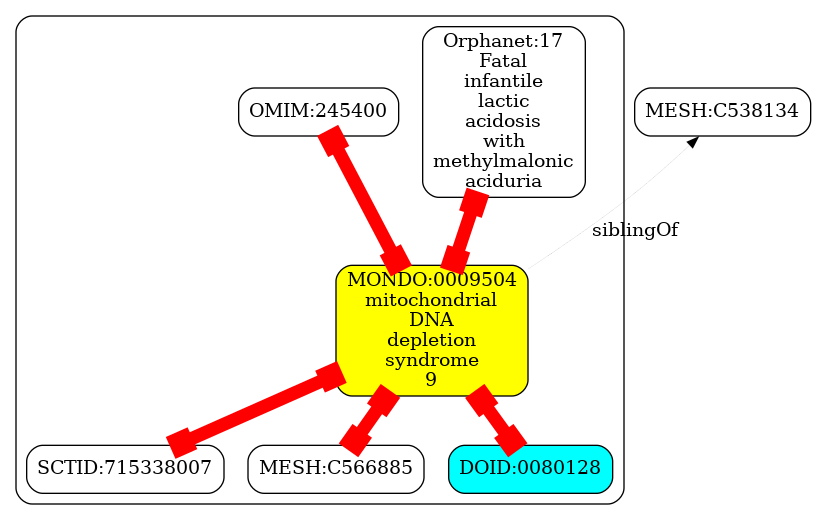 Orphanet:17
Fatal
infantile
lactic
acidosis
with
methylmalonic
aciduria
OMIM:245400
MESH:C538134
siblingOf
MONDO:0009504
mitochondrial
DNA
depletion
syndrome
9
SCTID:715338007
MESH:C566885
DOID:0080128